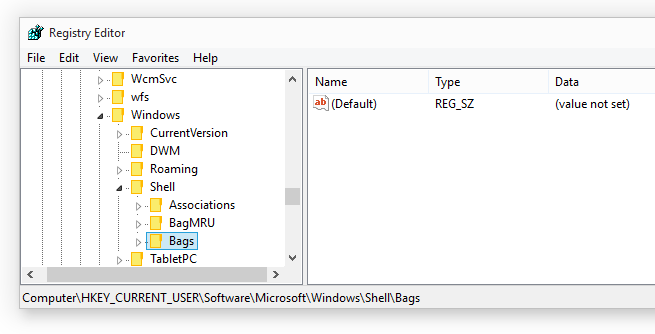 Registry Editor
File Edit View Favorites Help
WcmSvc
wfs
Windows
CurrentVersion
DWM
Roaming
Shell
Associations
BagMRU
Bags
TabletPC
Name Type Data
ab (Default) REG_SZ (value not set)
Computer\HKEY_CURRENT_USER\Software\Microsoft\Windows\Shell\Bags